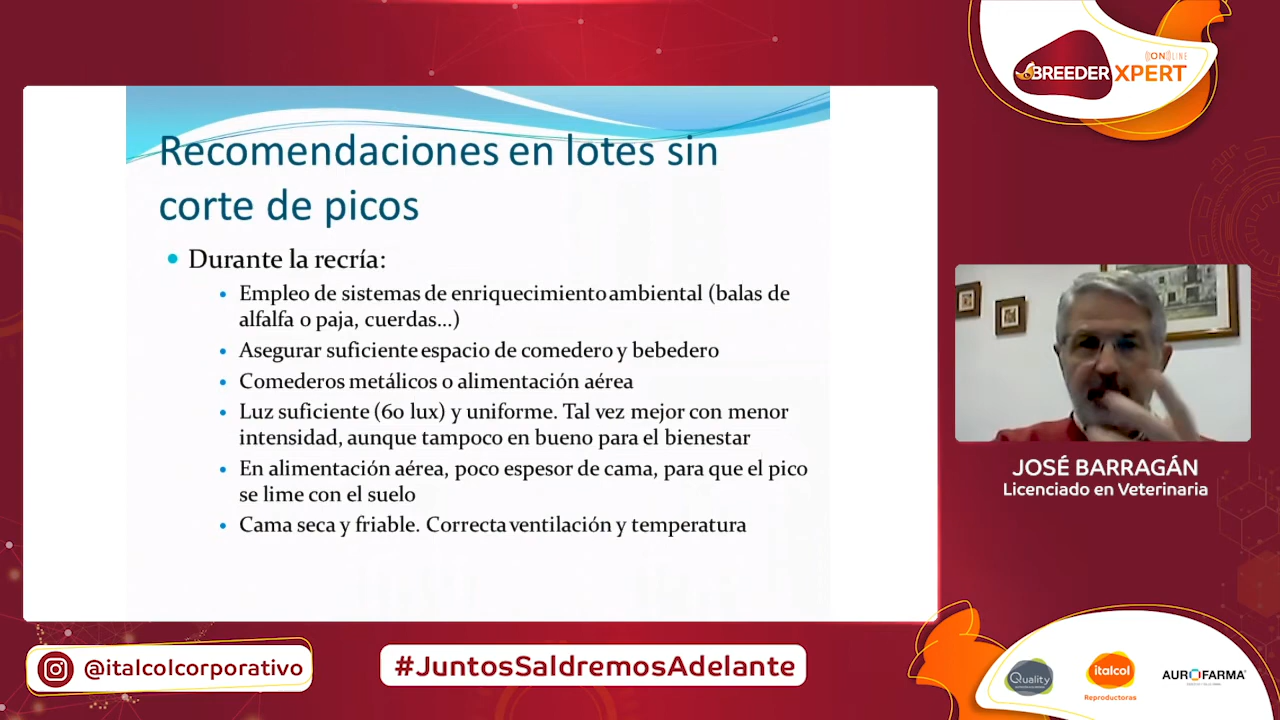 ((ON))LINE
BREEDER XPERT
Recomendaciones en lotes sin
corte de picos
• Durante la recría:
• Empleo de sistemas de enriquecimiento ambiental (balas de
alfalfa o paja, cuerdas...)
• Asegurar suficiente espacio de comedero y bebedero
• Comederos metálicos o alimentación aérea
• Luz suficiente (60 lux) y uniforme. Tal vez mejor con menor
intensidad, aunque tampoco en bueno para el bienestar
• En alimentación aérea, poco espesor de cama, para que el pico
se lime con el suelo
• Cama seca y friable. Correcta ventilación y temperatura
JOSÉ BARRAGÁN
Licenciado en Veterinaria
@italcolcorporativo
#JuntosSaldremosAdelante
Quality
italcol
Reproductoras
AUROFARMA